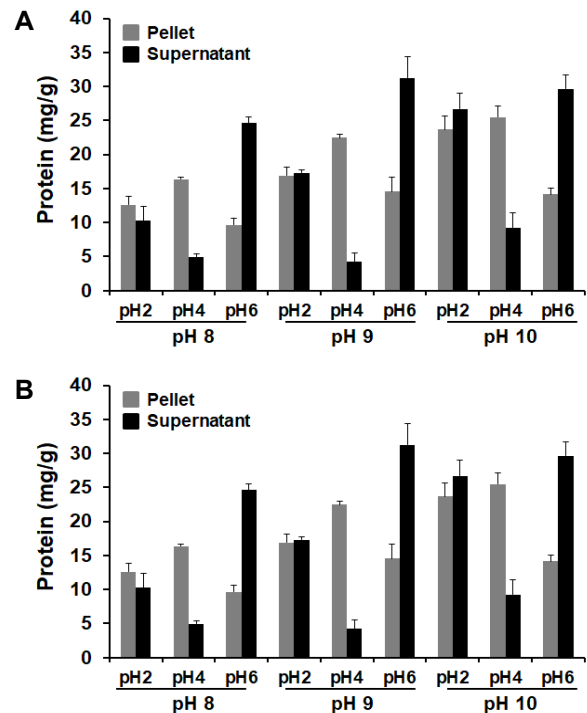 A
40
35
30
25
20
15
10
5
0
Protein (mg/g)
Pellet
Supernatant
pH2 pH4 pH6 pH2 pH4 pH6 pH2 pH4 pH6
pH 8 pH 9 pH 10
B
40
35
30
25
20
15
10
5
0
Protein (mg/g)
Pellet
Supernatant
pH2 pH4 pH6 pH2 pH4 pH6 pH2 pH4 pH6
pH 8 pH 9 pH 10